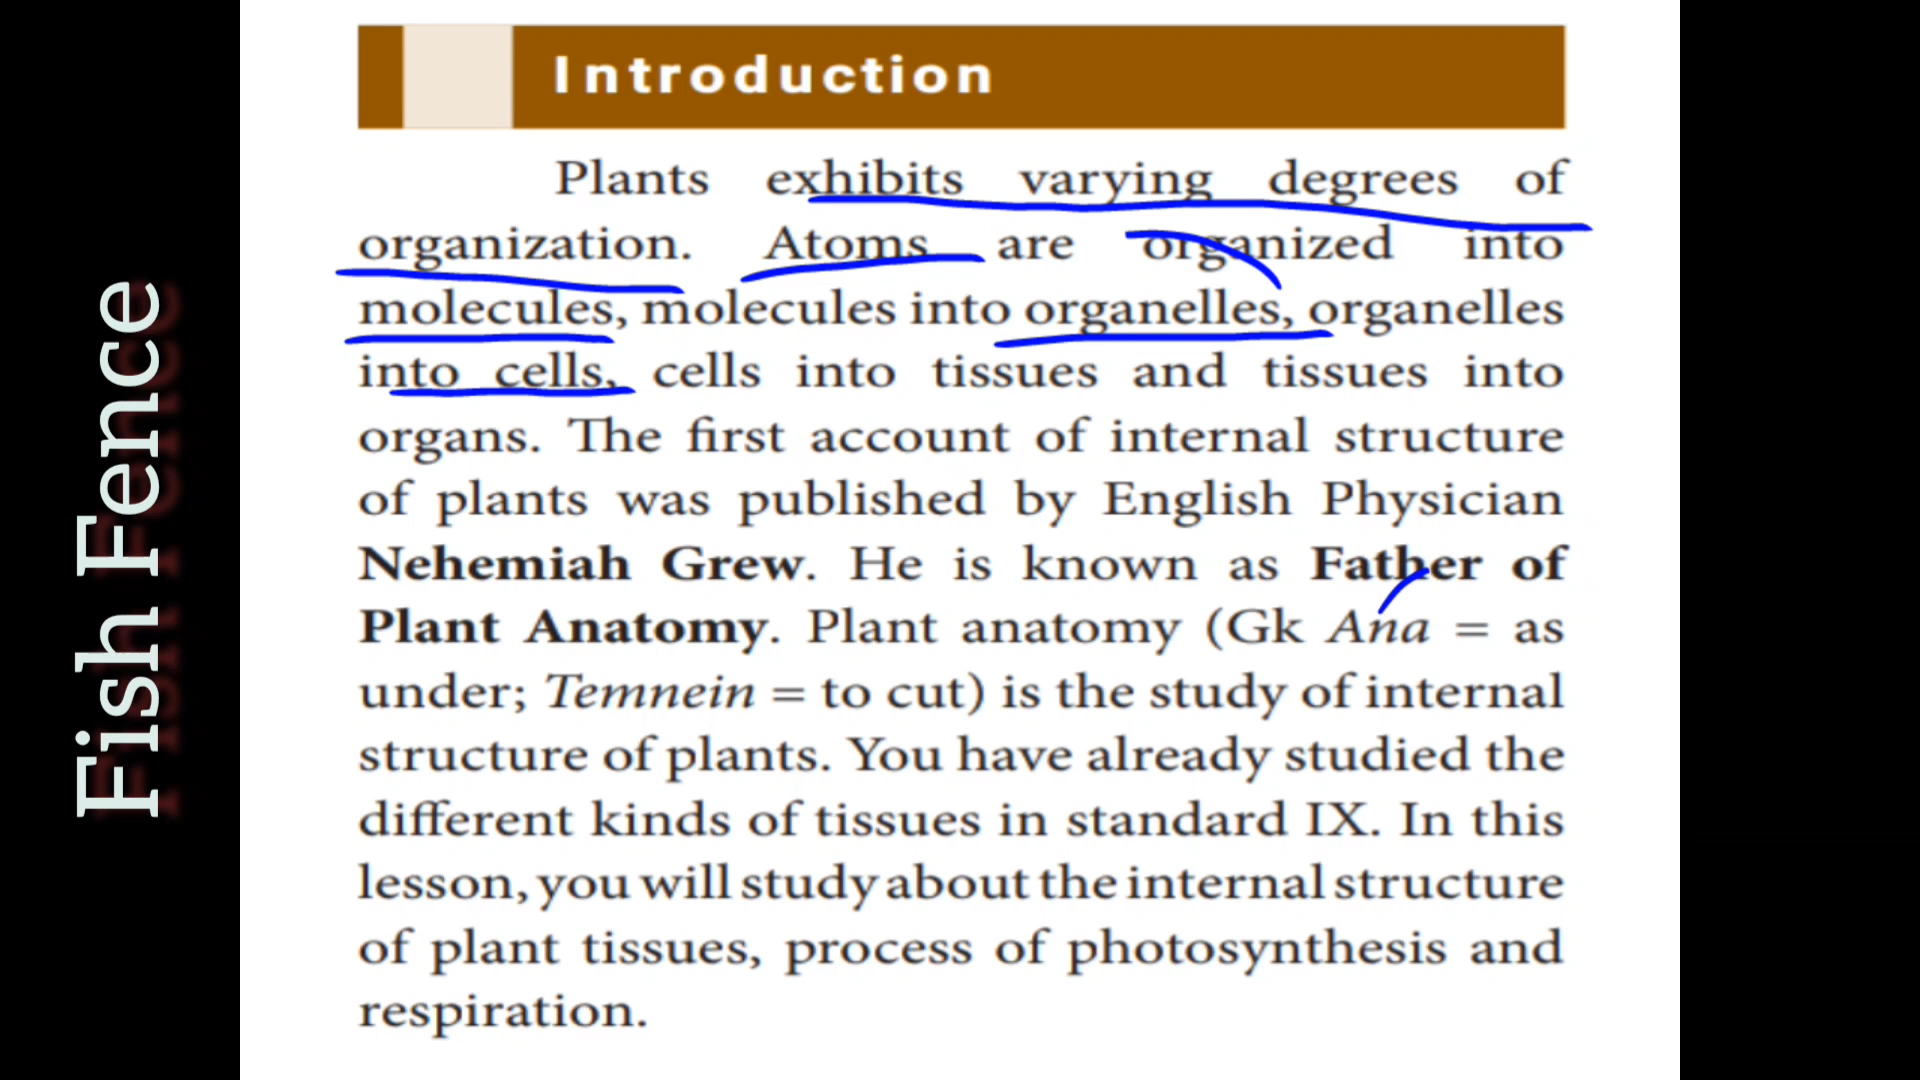 Fish Fence
Introduction
Plants exhibits varying degrees of
organization. Atoms are organized into
molecules, molecules into organelles, organelles
into cells, cells into tissues and tissues into
organs. The first account of internal structure
of plants was published by English Physician
Nehemiah Grew. He is known as Father of
Plant Anatomy. Plant anatomy (Gk Ana = as
under; Temnein = to cut) is the study of internal
structure of plants. You have already studied the
different kinds of tissues in standard IX. In this
lesson, you will study about the internal structure
of plant tissues, process of photosynthesis and
respiration.